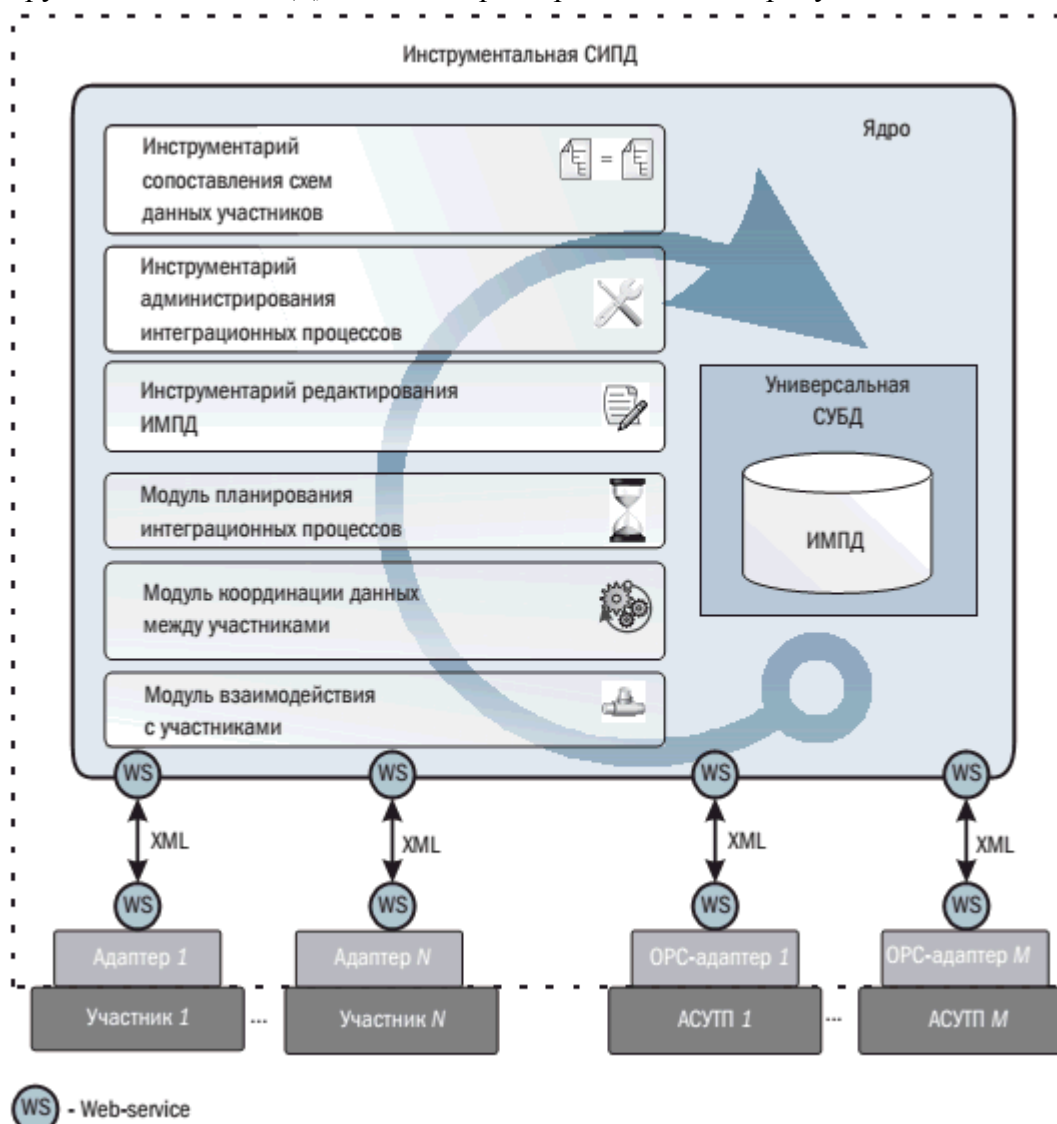 Инструментальная СИПД
Ядро
Инструментарий
сопоставления схем
данных участников
=
Инструментарий
администрирования
интеграционных процессов
Инструментарий редактирования
ИМПД
Модуль планирования
интеграционных процессов
Модуль координации данных
между участниками
Модуль взаимодействия
с участниками
Универсальная
СУБД
ИМПД
WS WS WS WS
XML XML XML XML
WS WS WS WS
Адаптер 1 Адаптер N ОРС-адаптер 1 ОРС-адаптер M
Участник 1 ... Участник N АСУТП 1 ... АСУТП M
WS - Web-service